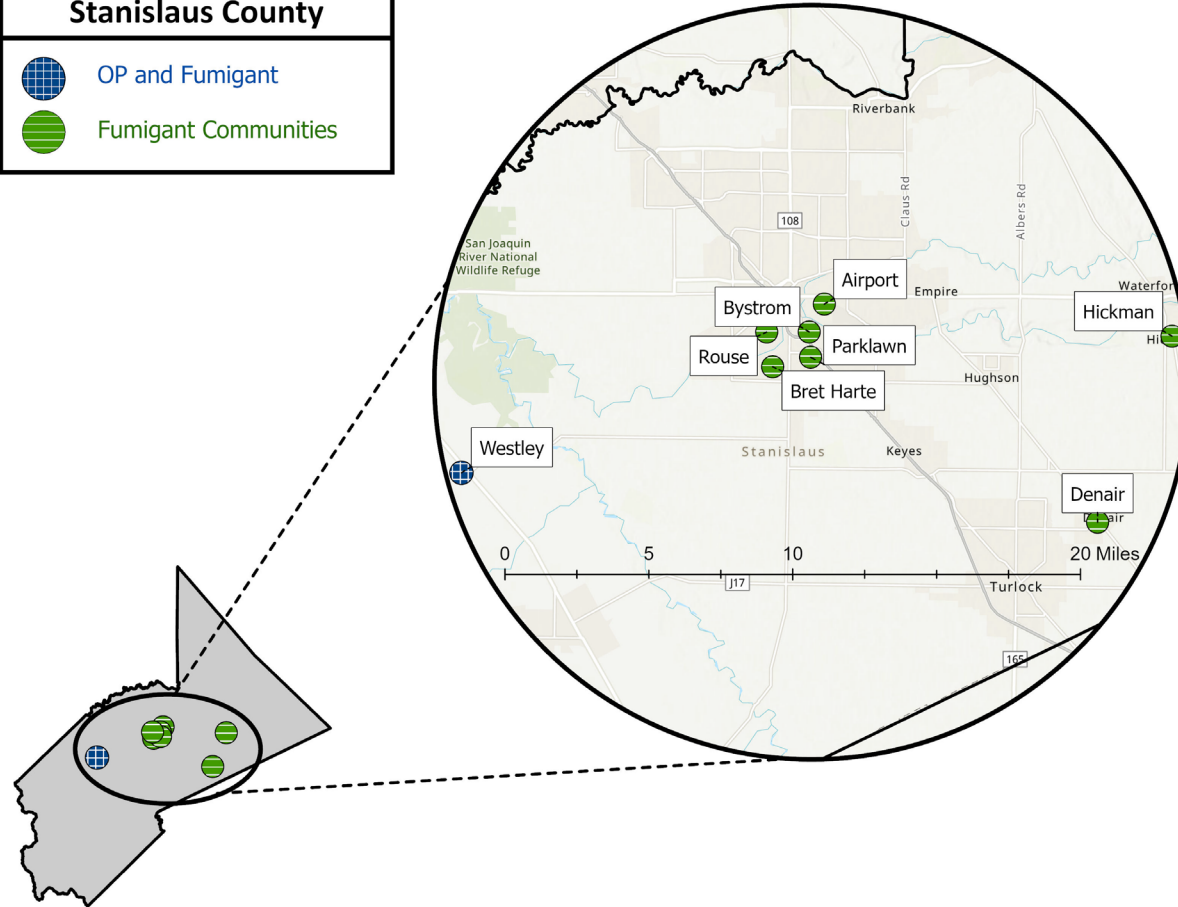 Stanislaus County
OP and Fumigant
Fumigant Communities
Riverbank
Claus Rd
Albers Rd
108
San Joaquin
River National
Wildlife Refuge
Airport
Empire
Waterfor
Bystrom
Hickman
Hi
Parklawn
Rouse
Hughson
Bret Harte
Westley
Stanislaus
Keyes
Denair
D air
0 5 10 20 Miles
J17
Turlock
165